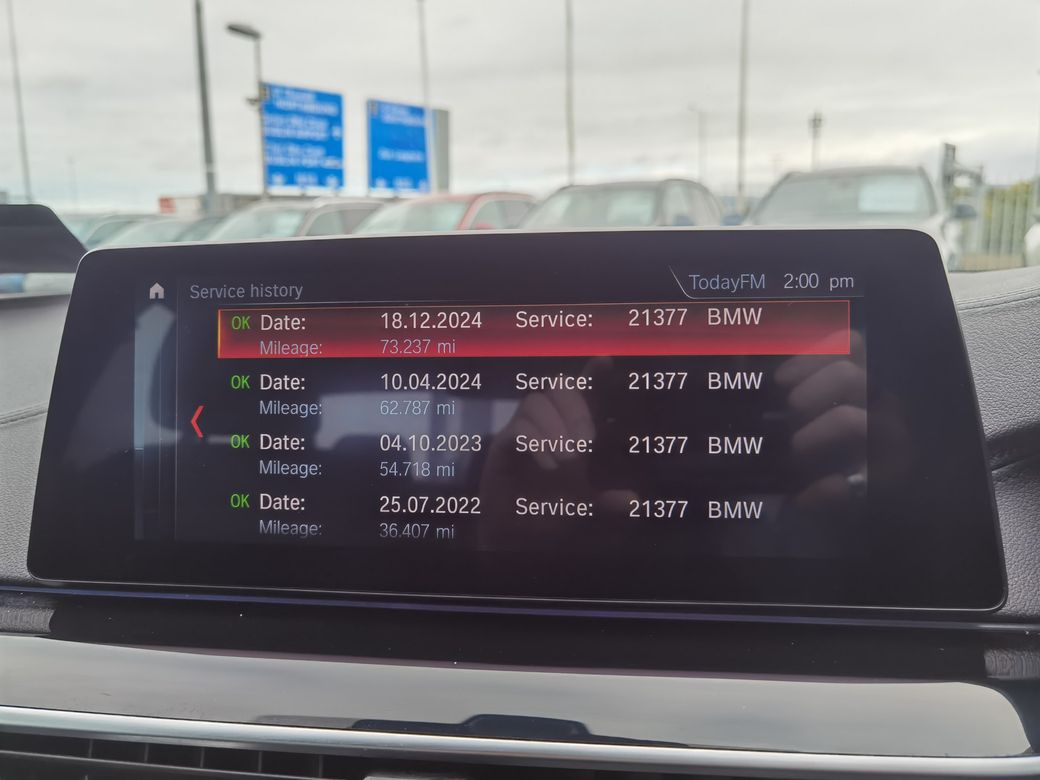 Service history TodayFM 2:00 pm
OK Date: 18.12.2024 Service: 21377 BMW
Mileage: 73.237 mi
OK Date: 10.04.2024 Service: 21377 BMW
Mileage: 62.787 mi
OK Date: 04.10.2023 Service: 21377 BMW
Mileage: 54.718 mi
OK Date: 25.07.2022 Service: 21377 BMW
Mileage: 36.407 mi